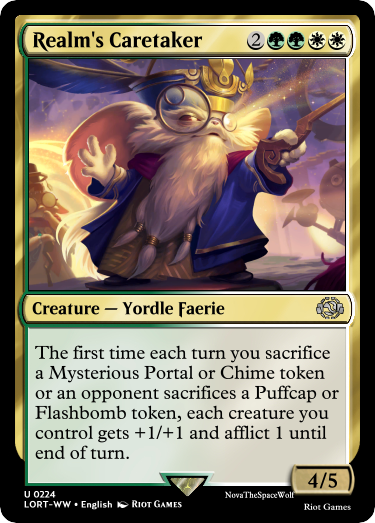 Realm's Caretaker 2
Creature — Yordle Faerie
The first time each turn you sacrifice
a Mysterious Portal or Chime token
or an opponent sacrifices a Puffcap or
Flashbomb token, each creature you
control gets +1/+1 and afflict 1 until
end of turn.
4/5
U 0224
LORT-WW • English Riot Games
NovaTheSpaceWolf
Riot Games